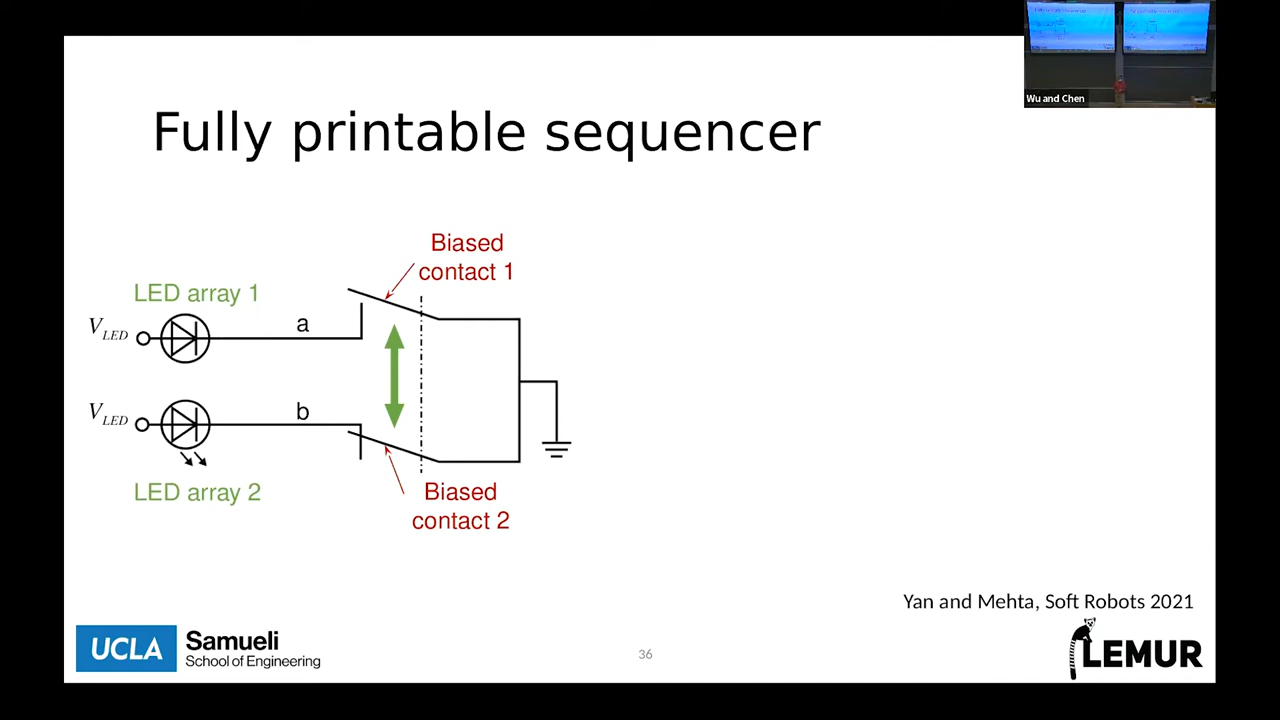 Wu and Chen
Fully printable sequencer
Biased
contact 1
LED array 1
V_LED
a
V_LED
b
LED array 2
Biased
contact 2
Yan and Mehta, Soft Robots 2021
UCLA
Samueli
School of Engineering
36
LEMUR